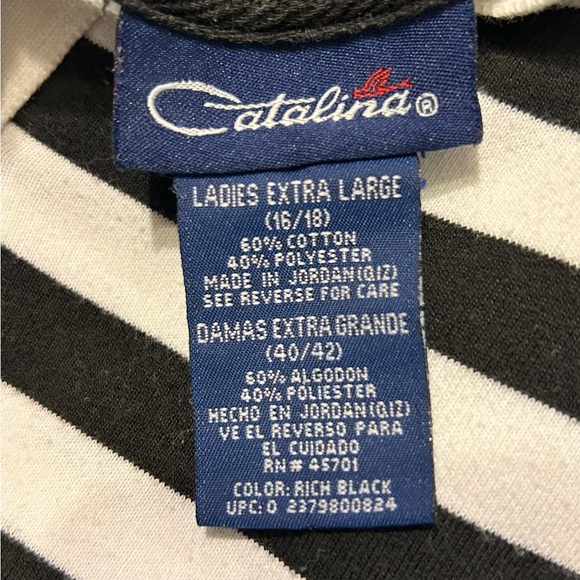 Catalina®
LADIES EXTRA LARGE
(16/18)
60% COTTON
40% POLYESTER
MADE IN JORDAN(QIZ)
SEE REVERSE FOR CARE
DAMAS EXTRA GRANDE
(40/42)
60% ALGODON
40% POLIESTER
HECHO EN JORDAN(QIZ)
VE EL REVERSO PARA
EL CUIDADO
RN# 45701
COLOR: RICH BLACK
UPC: 0 2379800824